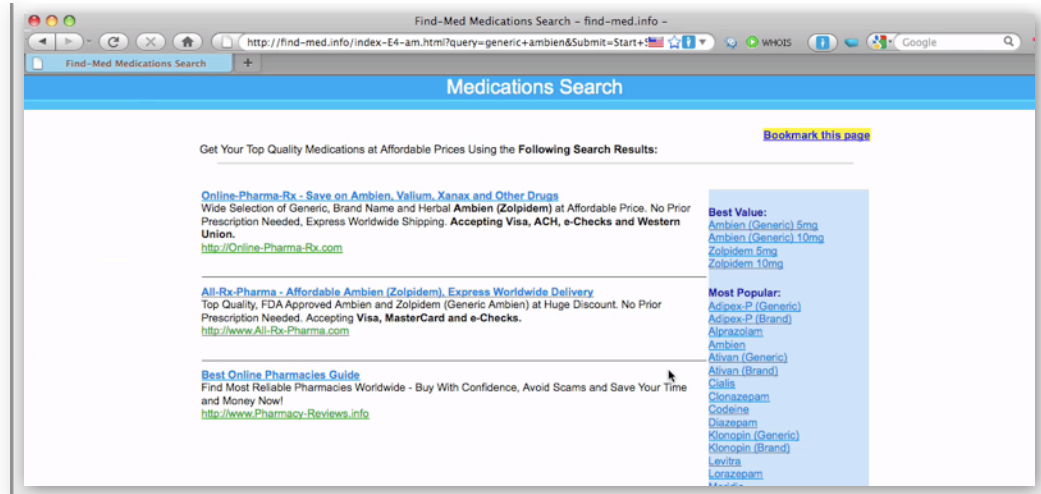 Find-Med Medications Search - find-med.info -
http://find-med.info/index-E4-am.html?query=generic+ambien&Submit=Start+S
WHOIS
Google
Find-Med Medications Search
Medications Search
Bookmark this page
Get Your Top Quality Medications at Affordable Prices Using the Following Search Results:
Online-Pharma-Rx - Save on Ambien, Valium, Xanax and Other Drugs
Wide Selection of Generic, Brand Name and Herbal Ambien (Zolpidem) at Affordable Price. No Prior
Prescription Needed, Express Worldwide Shipping. Accepting Visa, ACH, e-Checks and Western
Union.
http://Online-Pharma-Rx.com
All-Rx-Pharma - Affordable Ambien (Zolpidem), Express Worldwide Delivery
Top Quality, FDA Approved Ambien and Zolpidem (Generic Ambien) at Huge Discount. No Prior
Prescription Needed. Accepting Visa, MasterCard and e-Checks.
http://www.All-Rx-Pharma.com
Best Online Pharmacies Guide
Find Most Reliable Pharmacies Worldwide - Buy With Confidence, Avoid Scams and Save Your Time
and Money Now!
http://www.Pharmacy-Reviews.info
Best Value:
Ambien (Generic) 5mg
Ambien (Generic) 10mg
Zolpidem 5mg
Zolpidem 10mg
Most Popular:
Adipex-P (Generic)
Adipex-P (Brand)
Alprazolam
Ambien
Ativan (Generic)
Ativan (Brand)
Cialis
Clonazepam
Codeine
Diazepam
Klonopin (Generic)
Klonopin (Brand)
Levitra
Lorazepam